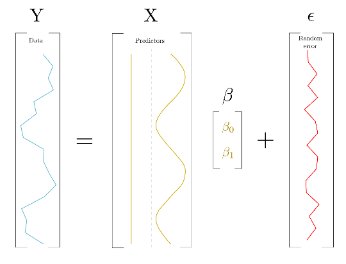 Y
X
ϵ
Data
Predictors
Random
error
β
=
β₀
β₁
+